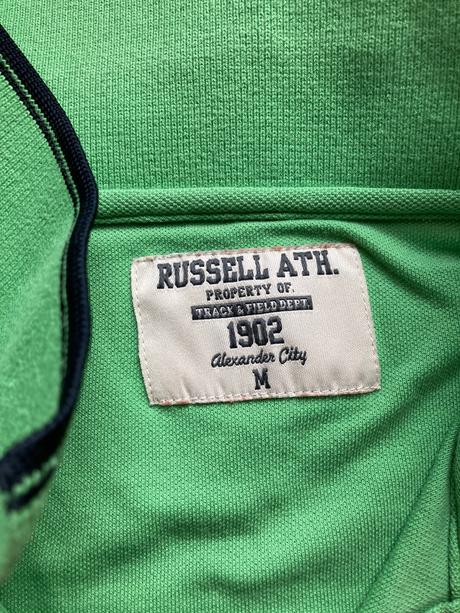 RUSSELL ATH.
PROPERTY OF.
TRACK & FIELD DEPT
1902
Alexander City
M